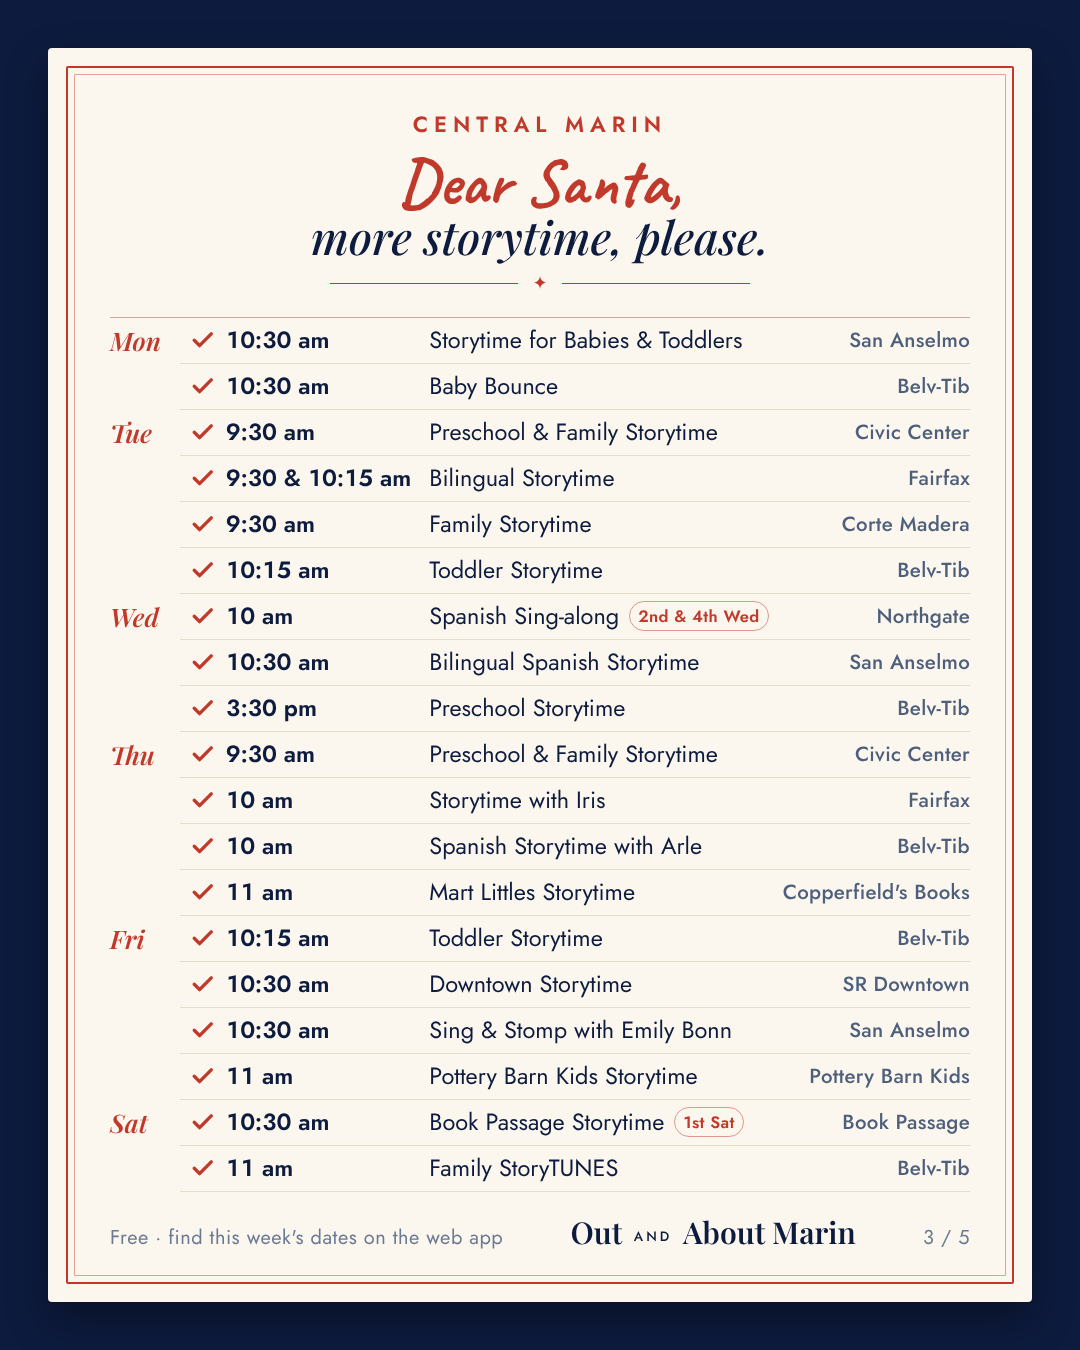 CENTRAL MARIN
Dear Santa,
more storytime, please.
Mon 10:30 am Storytime for Babies & Toddlers San Anselmo
10:30 am Baby Bounce Belv-Tib
Tue 9:30 am Preschool & Family Storytime Civic Center
9:30 & 10:15 am Bilingual Storytime Fairfax
9:30 am Family Storytime Corte Madera
10:15 am Toddler Storytime Belv-Tib
Wed 10 am Spanish Sing-along 2nd & 4th Wed Northgate
10:30 am Bilingual Spanish Storytime San Anselmo
3:30 pm Preschool Storytime Belv-Tib
Thu 9:30 am Preschool & Family Storytime Civic Center
10 am Storytime with Iris Fairfax
10 am Spanish Storytime with Arle Belv-Tib
11 am Mart Littles Storytime Copperfield's Books
Fri 10:15 am Toddler Storytime Belv-Tib
10:30 am Downtown Storytime SR Downtown
10:30 am Sing & Stomp with Emily Bonn San Anselmo
11 am Pottery Barn Kids Storytime Pottery Barn Kids
Sat 10:30 am Book Passage Storytime 1st Sat Book Passage
11 am Family StoryTUNES Belv-Tib
Free · find this week's dates on the web app Out AND About Marin 3 / 5